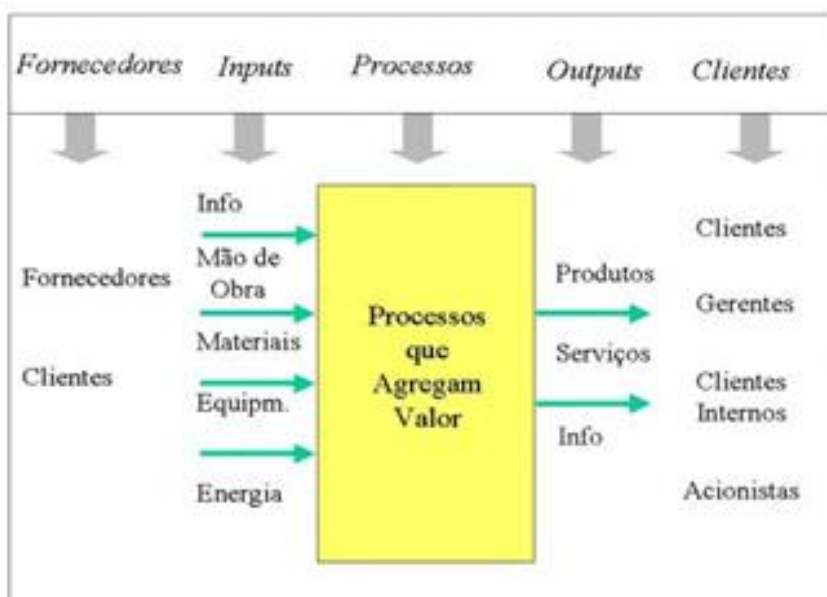 Fornecedores Inputs Processos Outputs Clientes
Fornecedores
Clientes
Info
Mão de
Obra
Materiais
Equipm.
Energia
Processos
que
Agregam
Valor
Produtos
Serviços
Info
Clientes
Gerentes
Clientes
Internos
Acionistas